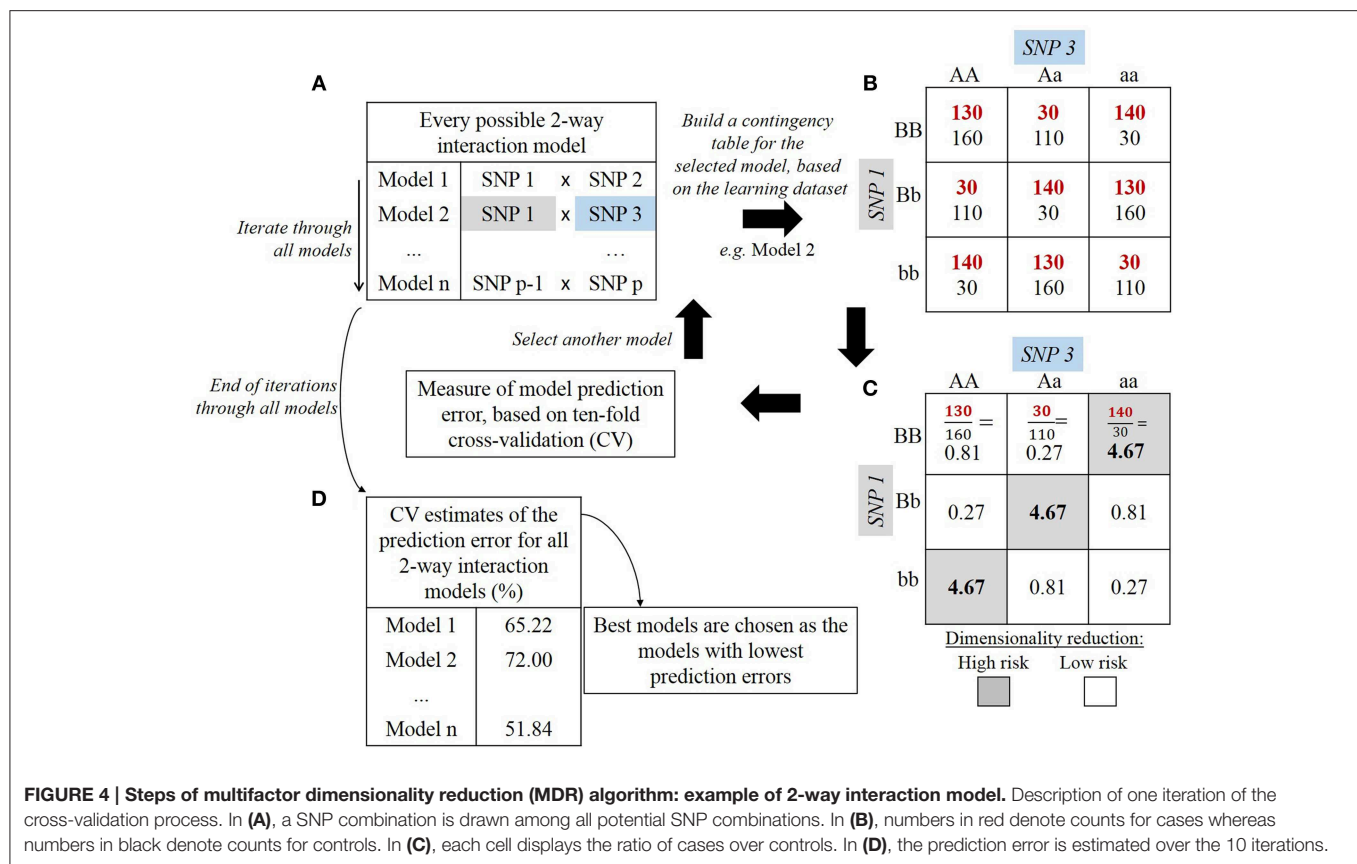 A
Every possible 2-way
interaction model
Model 1 SNP 1 x SNP 2
Model 2 SNP 1 x SNP 3
... ...
Model n SNP p-1 x SNP p
Iterate through
all models
Build a contingency
table for the
selected model, based
on the learning dataset
e.g. Model 2
B
SNP 3
AA Aa aa
SNP 1
BB
130 30 140
160 110 30
Bb
30 140 130
110 30 160
bb
140 130 30
30 160 110
Select another model
End of iterations
through all models
Measure of model prediction
error, based on ten-fold
cross-validation (CV)
C
SNP 3
AA Aa aa
SNP 1
BB
130 30 140
= = =
160 110 30
0.81 0.27 4.67
Bb 0.27 4.67 0.81
bb 4.67 0.81 0.27
Dimensionality reduction:
High risk Low risk
D
CV estimates of the
prediction error for all
2-way interaction
models (%)
Model 1 65.22
Model 2 72.00
...
Model n 51.84
Best models are chosen as the
models with lowest
prediction errors
FIGURE 4 | Steps of multifactor dimensionality reduction (MDR) algorithm: example of 2-way interaction model. Description of one iteration of the
cross-validation process. In (A), a SNP combination is drawn among all potential SNP combinations. In (B), numbers in red denote counts for cases whereas
numbers in black denote counts for controls. In (C), each cell displays the ratio of cases over controls. In (D), the prediction error is estimated over the 10 iterations.